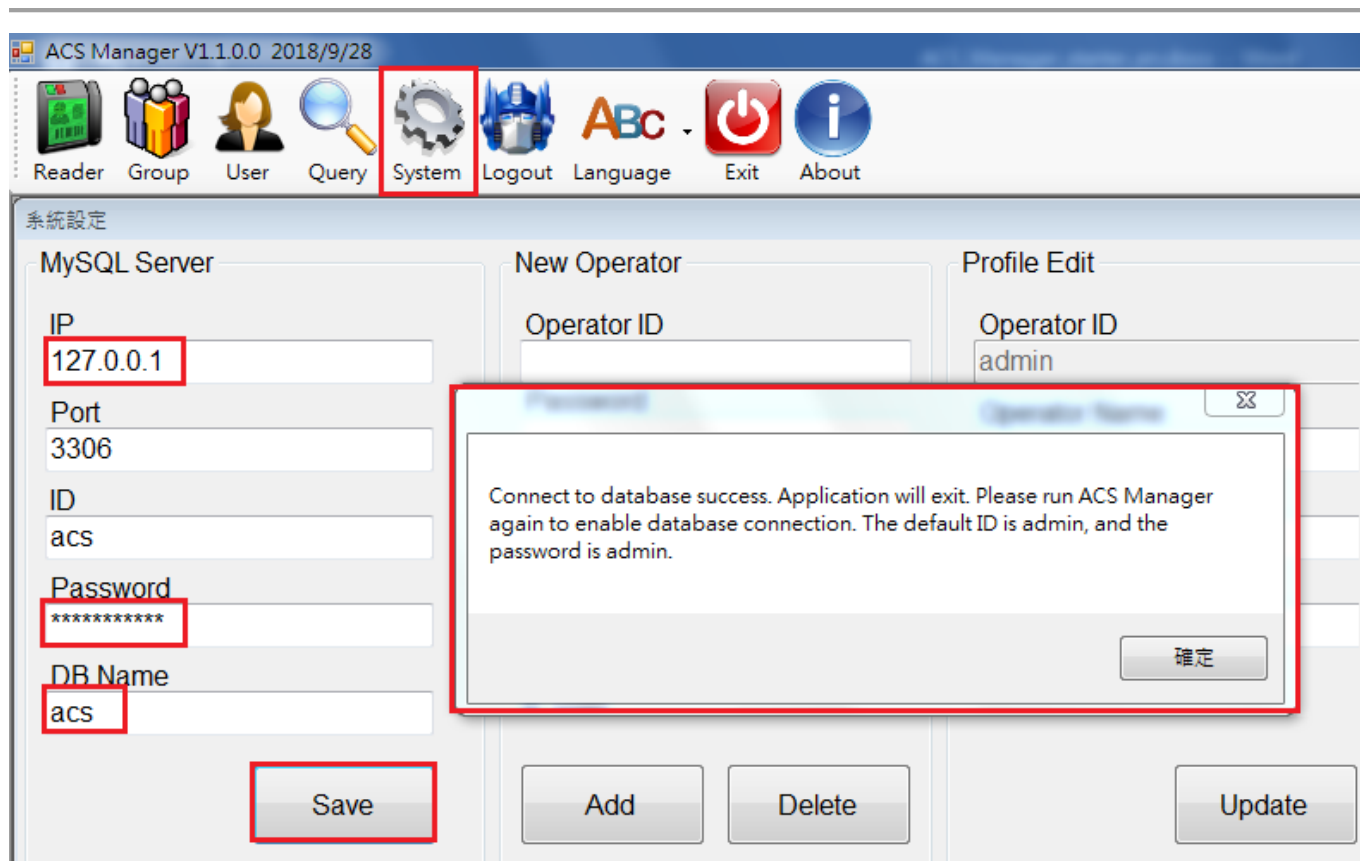 ACS Manager V1.1.0.0 2018/9/28
Reader Group User Query System Logout ABC Language Exit About
系統設定
MySQL Server
IP
127.0.0.1
Port
3306
ID
acs
Password
***********
DB Name
acs
Save
New Operator
Operator ID
Password
Add Delete
Profile Edit
Operator ID
admin
Operator Name
Update
Connect to database success. Application will exit. Please run ACS Manager
again to enable database connection. The default ID is admin, and the
password is admin.
確定